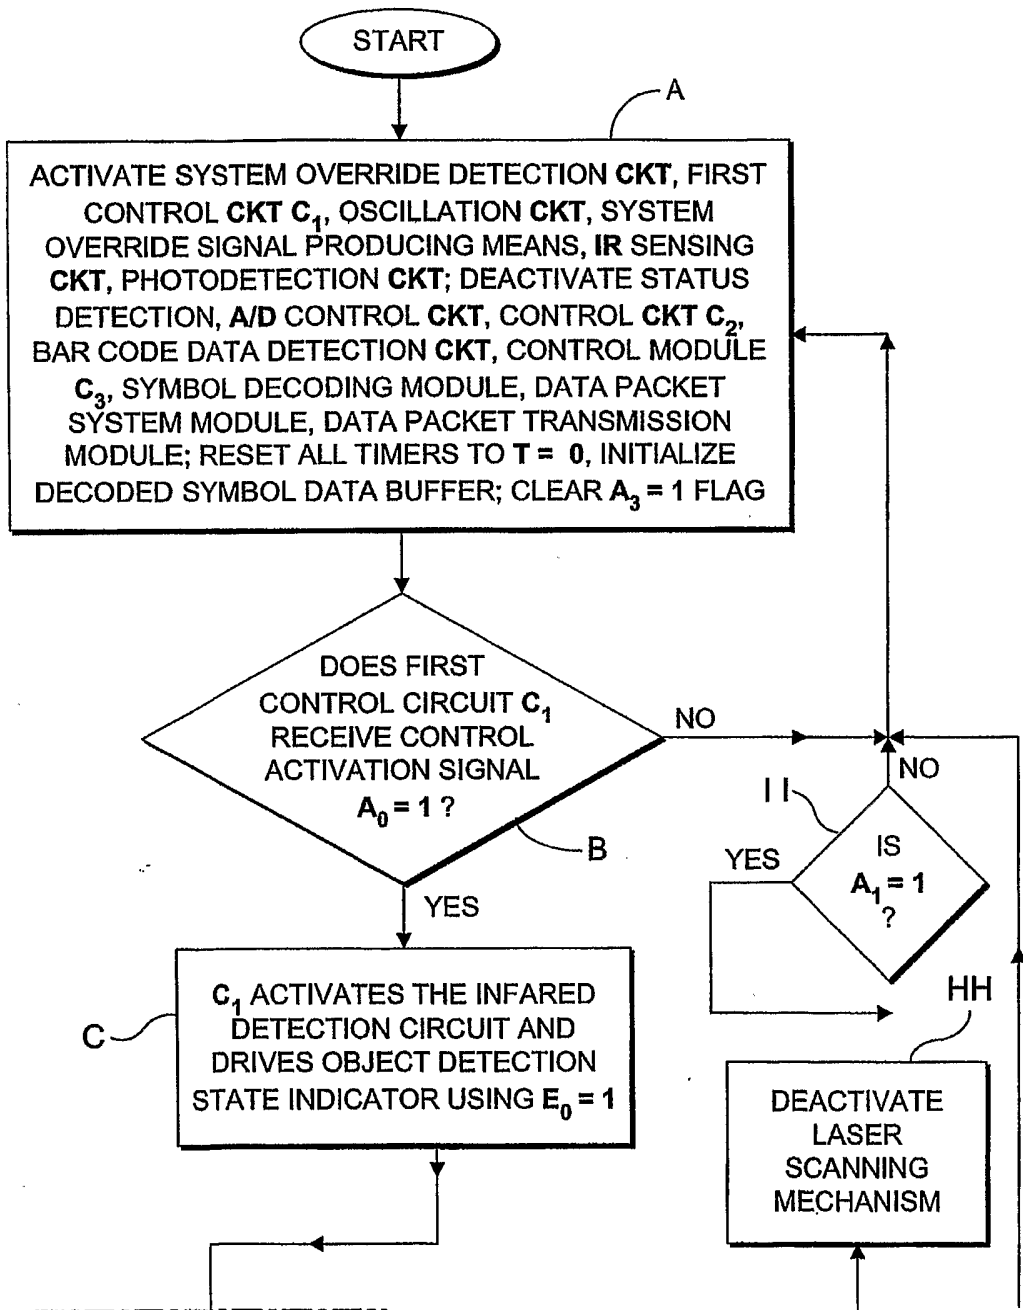 START
A
ACTIVATE SYSTEM OVERRIDE DETECTION CKT, FIRST
CONTROL CKT C1, OSCILLATION CKT, SYSTEM
OVERRIDE SIGNAL PRODUCING MEANS, IR SENSING
CKT, PHOTODETECTION CKT; DEACTIVATE STATUS
DETECTION, A/D CONTROL CKT, CONTROL CKT C2,
BAR CODE DATA DETECTION CKT, CONTROL MODULE
C3, SYMBOL DECODING MODULE, DATA PACKET
SYSTEM MODULE, DATA PACKET TRANSMISSION
MODULE; RESET ALL TIMERS TO T = 0, INITIALIZE
DECODED SYMBOL DATA BUFFER; CLEAR A3 = 1 FLAG
DOES FIRST
CONTROL CIRCUIT C1
RECEIVE CONTROL
ACTIVATION SIGNAL
A0 = 1 ?
NO
B
YES
NO
I I
YES
IS
A1 = 1
?
C
C1 ACTIVATES THE INFARED
DETECTION CIRCUIT AND
DRIVES OBJECT DETECTION
STATE INDICATOR USING E0 = 1
HH
DEACTIVATE
LASER
SCANNING
MECHANISM